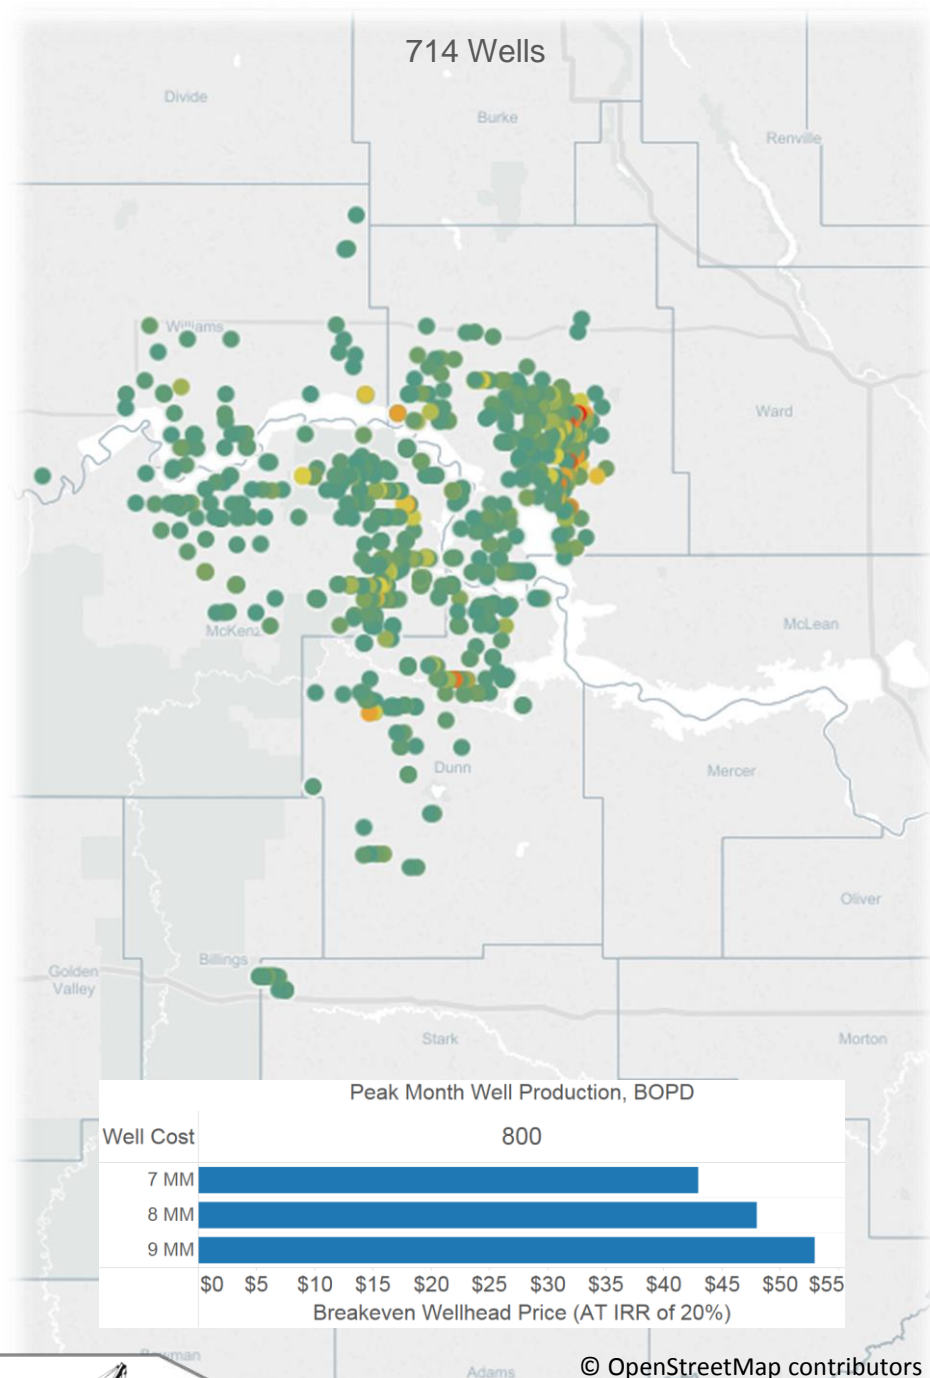 714 Wells
Divide
Burke
Renville
Williams
Ward
McLean
Dunn
Mercer
Oliver
Billings
Golden
Valley
Stark
Morton
Peak Month Well Production, BOPD
Well Cost 800
7 MM
8 MM
9 MM
$0 $5 $10 $15 $20 $25 $30 $35 $40 $45 $50 $55
Breakeven Wellhead Price (AT IRR of 20%)
Adams
© OpenStreetMap contributors